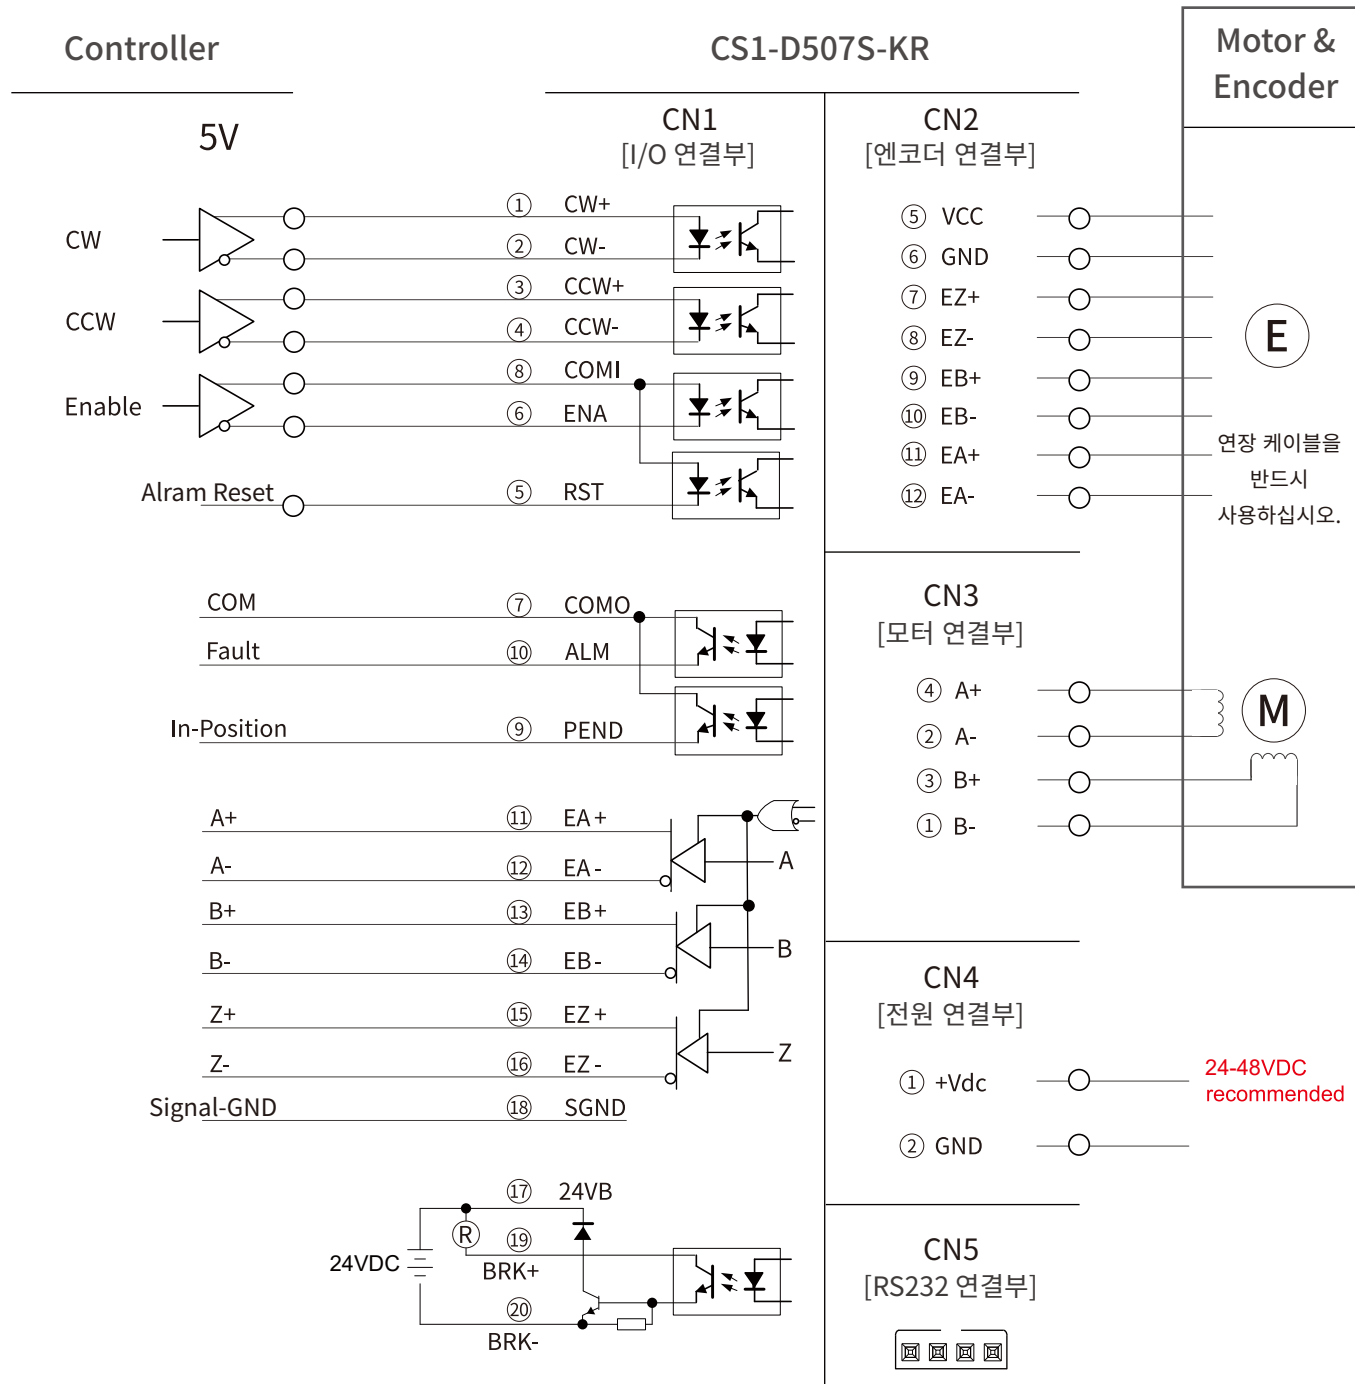 Controller
CS1-D507S-KR
Motor &
Encoder
5V
CN1
[I/O 연결부]
CW
① CW+
② CW-
CCW
③ CCW+
④ CCW-
Enable
⑧ COMI
⑥ ENA
Alram Reset
⑤ RST
COM
⑦ COMO
Fault
⑩ ALM
In-Position
⑨ PEND
A+
⑪ EA+
A-
⑫ EA-
A
B+
⑬ EB+
B-
⑭ EB-
B
Z+
⑮ EZ+
Z-
⑯ EZ-
Z
Signal-GND
⑱ SGND
⑰ 24VB
R
⑲
BRK+
24VDC
⑳
BRK-
CN2
[엔코더 연결부]
⑤ VCC
⑥ GND
⑦ EZ+
⑧ EZ-
⑨ EB+
⑩ EB-
⑪ EA+
⑫ EA-
E
연장 케이블을
반드시
사용하십시오.
CN3
[모터 연결부]
④ A+
② A-
③ B+
① B-
M
CN4
[전원 연결부]
① +Vdc
② GND
24-48VDC
recommended
CN5
[RS232 연결부]